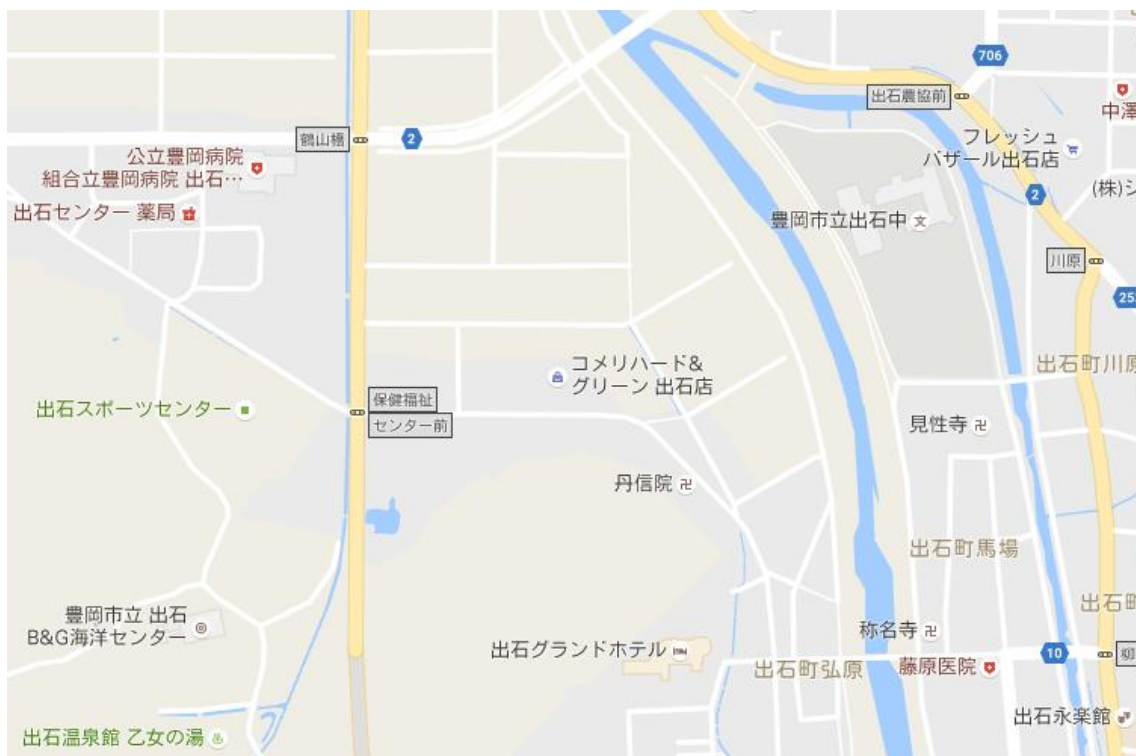 706
出石農協前
中澤
鶴山橋
2
フレッシュ
バザール出石店
公立豊岡病院
組合立豊岡病院 出石…
(株)シ
2
出石センター 薬局
豊岡市立出石中
川原
253
コメリハード&
グリーン 出石店
出石町川原
保健福祉
センター前
出石スポーツセンター
見性寺
丹信院
出石町馬場
出石町
豊岡市立 出石
B&G海洋センター
称名寺
出石グランドホテル
出石町弘原
藤原医院
10
柳
出石永楽館
出石温泉館 乙女の湯